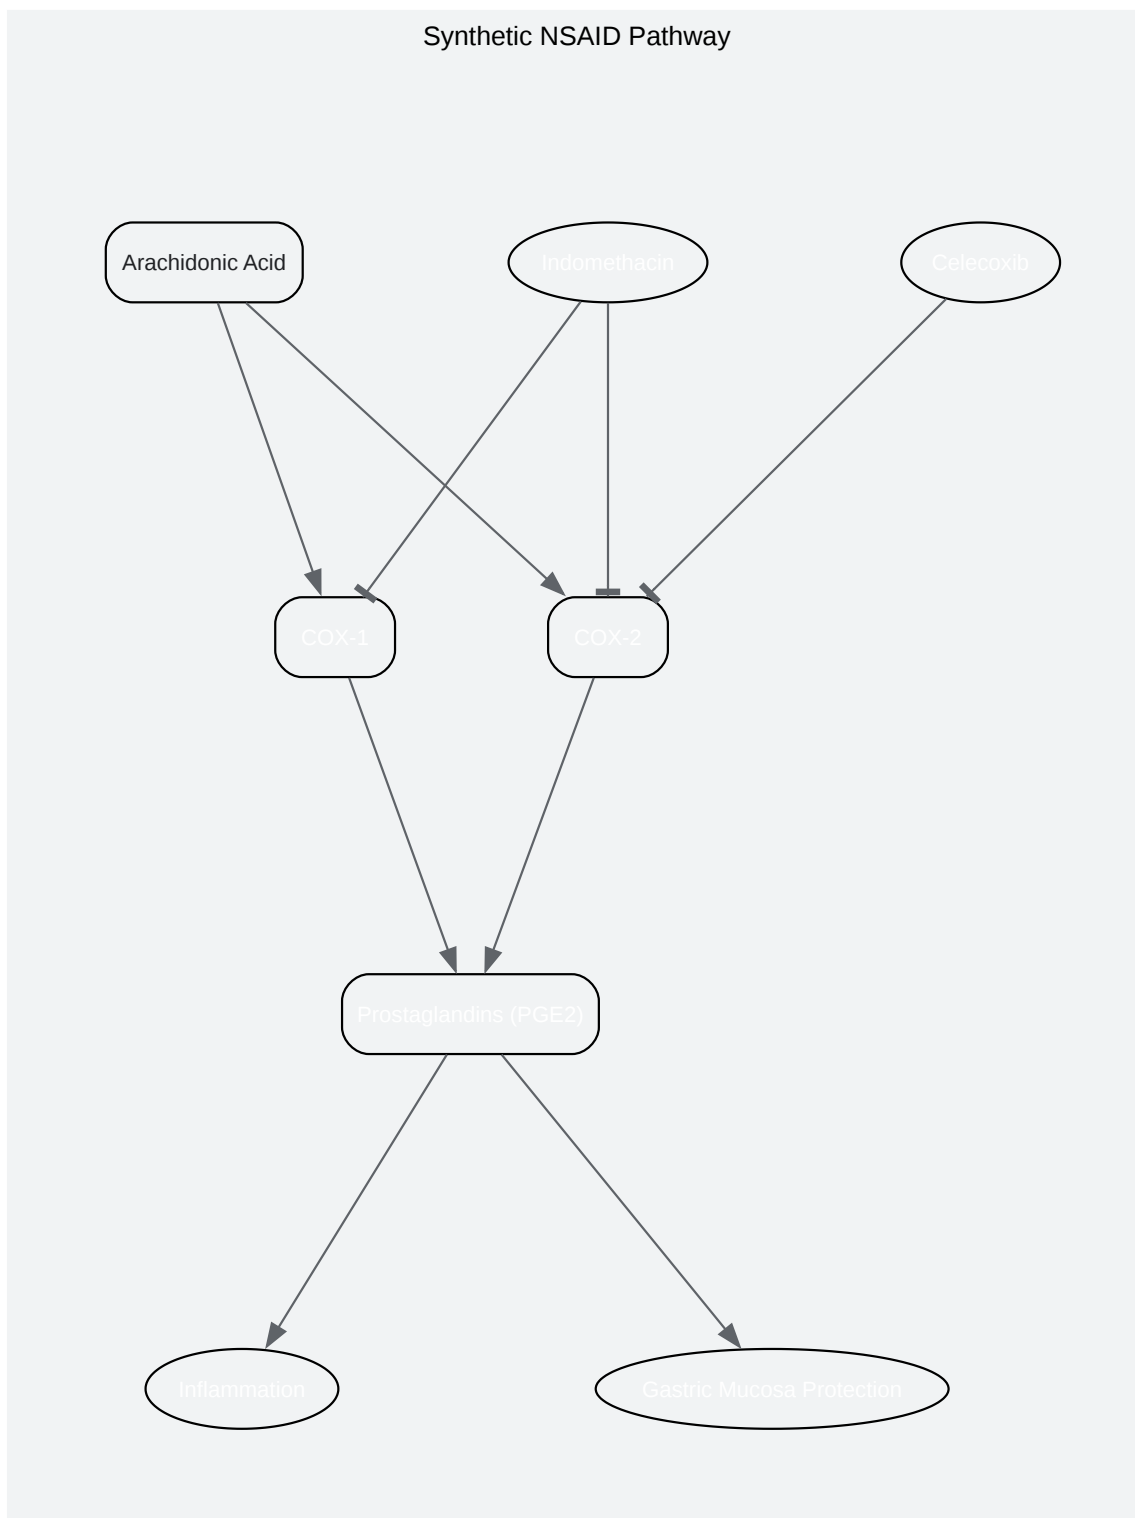 Synthetic NSAID Pathway
Arachidonic Acid
Indomethacin
Celecoxib
COX-1
COX-2
Prostaglandins (PGE2)
Inflammation
Gastric Mucosa Protection